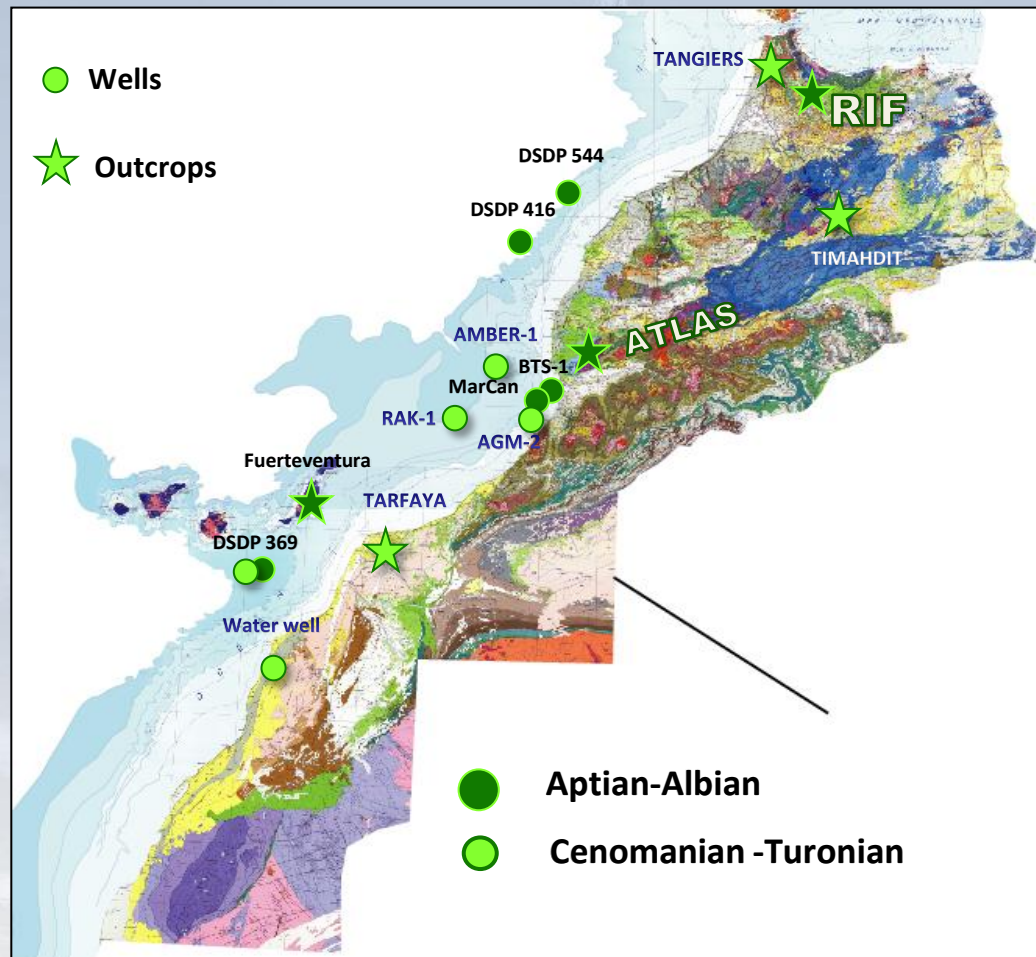 TANGIERS
Wells
RIF
Outcrops
DSDP 544
DSDP 416
TIMAHDIT
ATLAS
AMBER-1
BTS-1
MarCan
RAK-1
AGM-2
Fuerteventura
TARFAYA
DSDP 369
Water well
Aptian-Albian
Cenomanian -Turonian